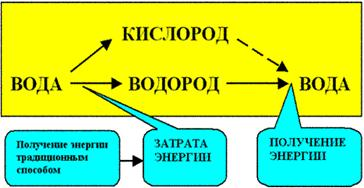 КИСЛОРОД
ВОДА ВОДОРОД ВОДА
Получение энергии
традиционным
способом
ЗАТРАТА
ЭНЕРГИИ
ПОЛУЧЕНИЕ
ЭНЕРГИИ